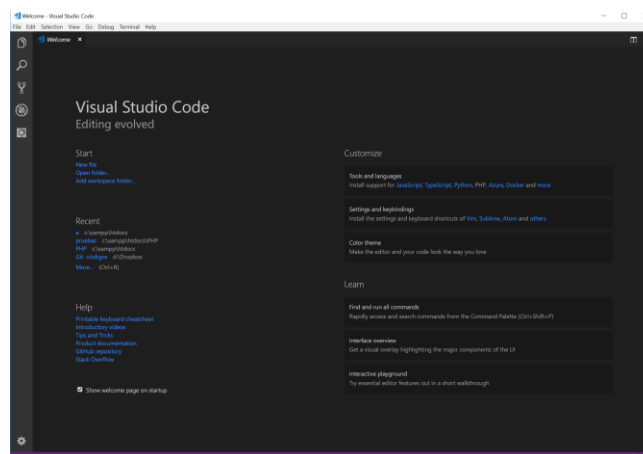 Welcome - Visual Studio Code
File Edit Selection View Go Debug Terminal Help
Welcome
Visual Studio Code
Editing evolved
Start
New file
Open folder...
Add workspace folder...
Recent
a c:\xampp\htdocs
pruebas c:\xampp\htdocs\PHP
PHP c:\xampp\htdocs
Git -códigos d:\Dropbox
More... (Ctrl+R)
Help
Printable keyboard cheatsheet
Introductory videos
Tips and Tricks
Product documentation
GitHub repository
Stack Overflow
Show welcome page on startup
Customize
Tools and languages
Install support for JavaScript, TypeScript, Python, PHP, Azure, Docker and more
Settings and keybindings
Install the settings and keyboard shortcuts of Vim, Sublime, Atom and others
Color theme
Make the editor and your code look the way you love
Learn
Find and run all commands
Rapidly access and search commands from the Command Palette (Ctrl+Shift+P)
Interface overview
Get a visual overlay highlighting the major components of the UI
Interactive playground
Try essential editor features out in a short walkthrough